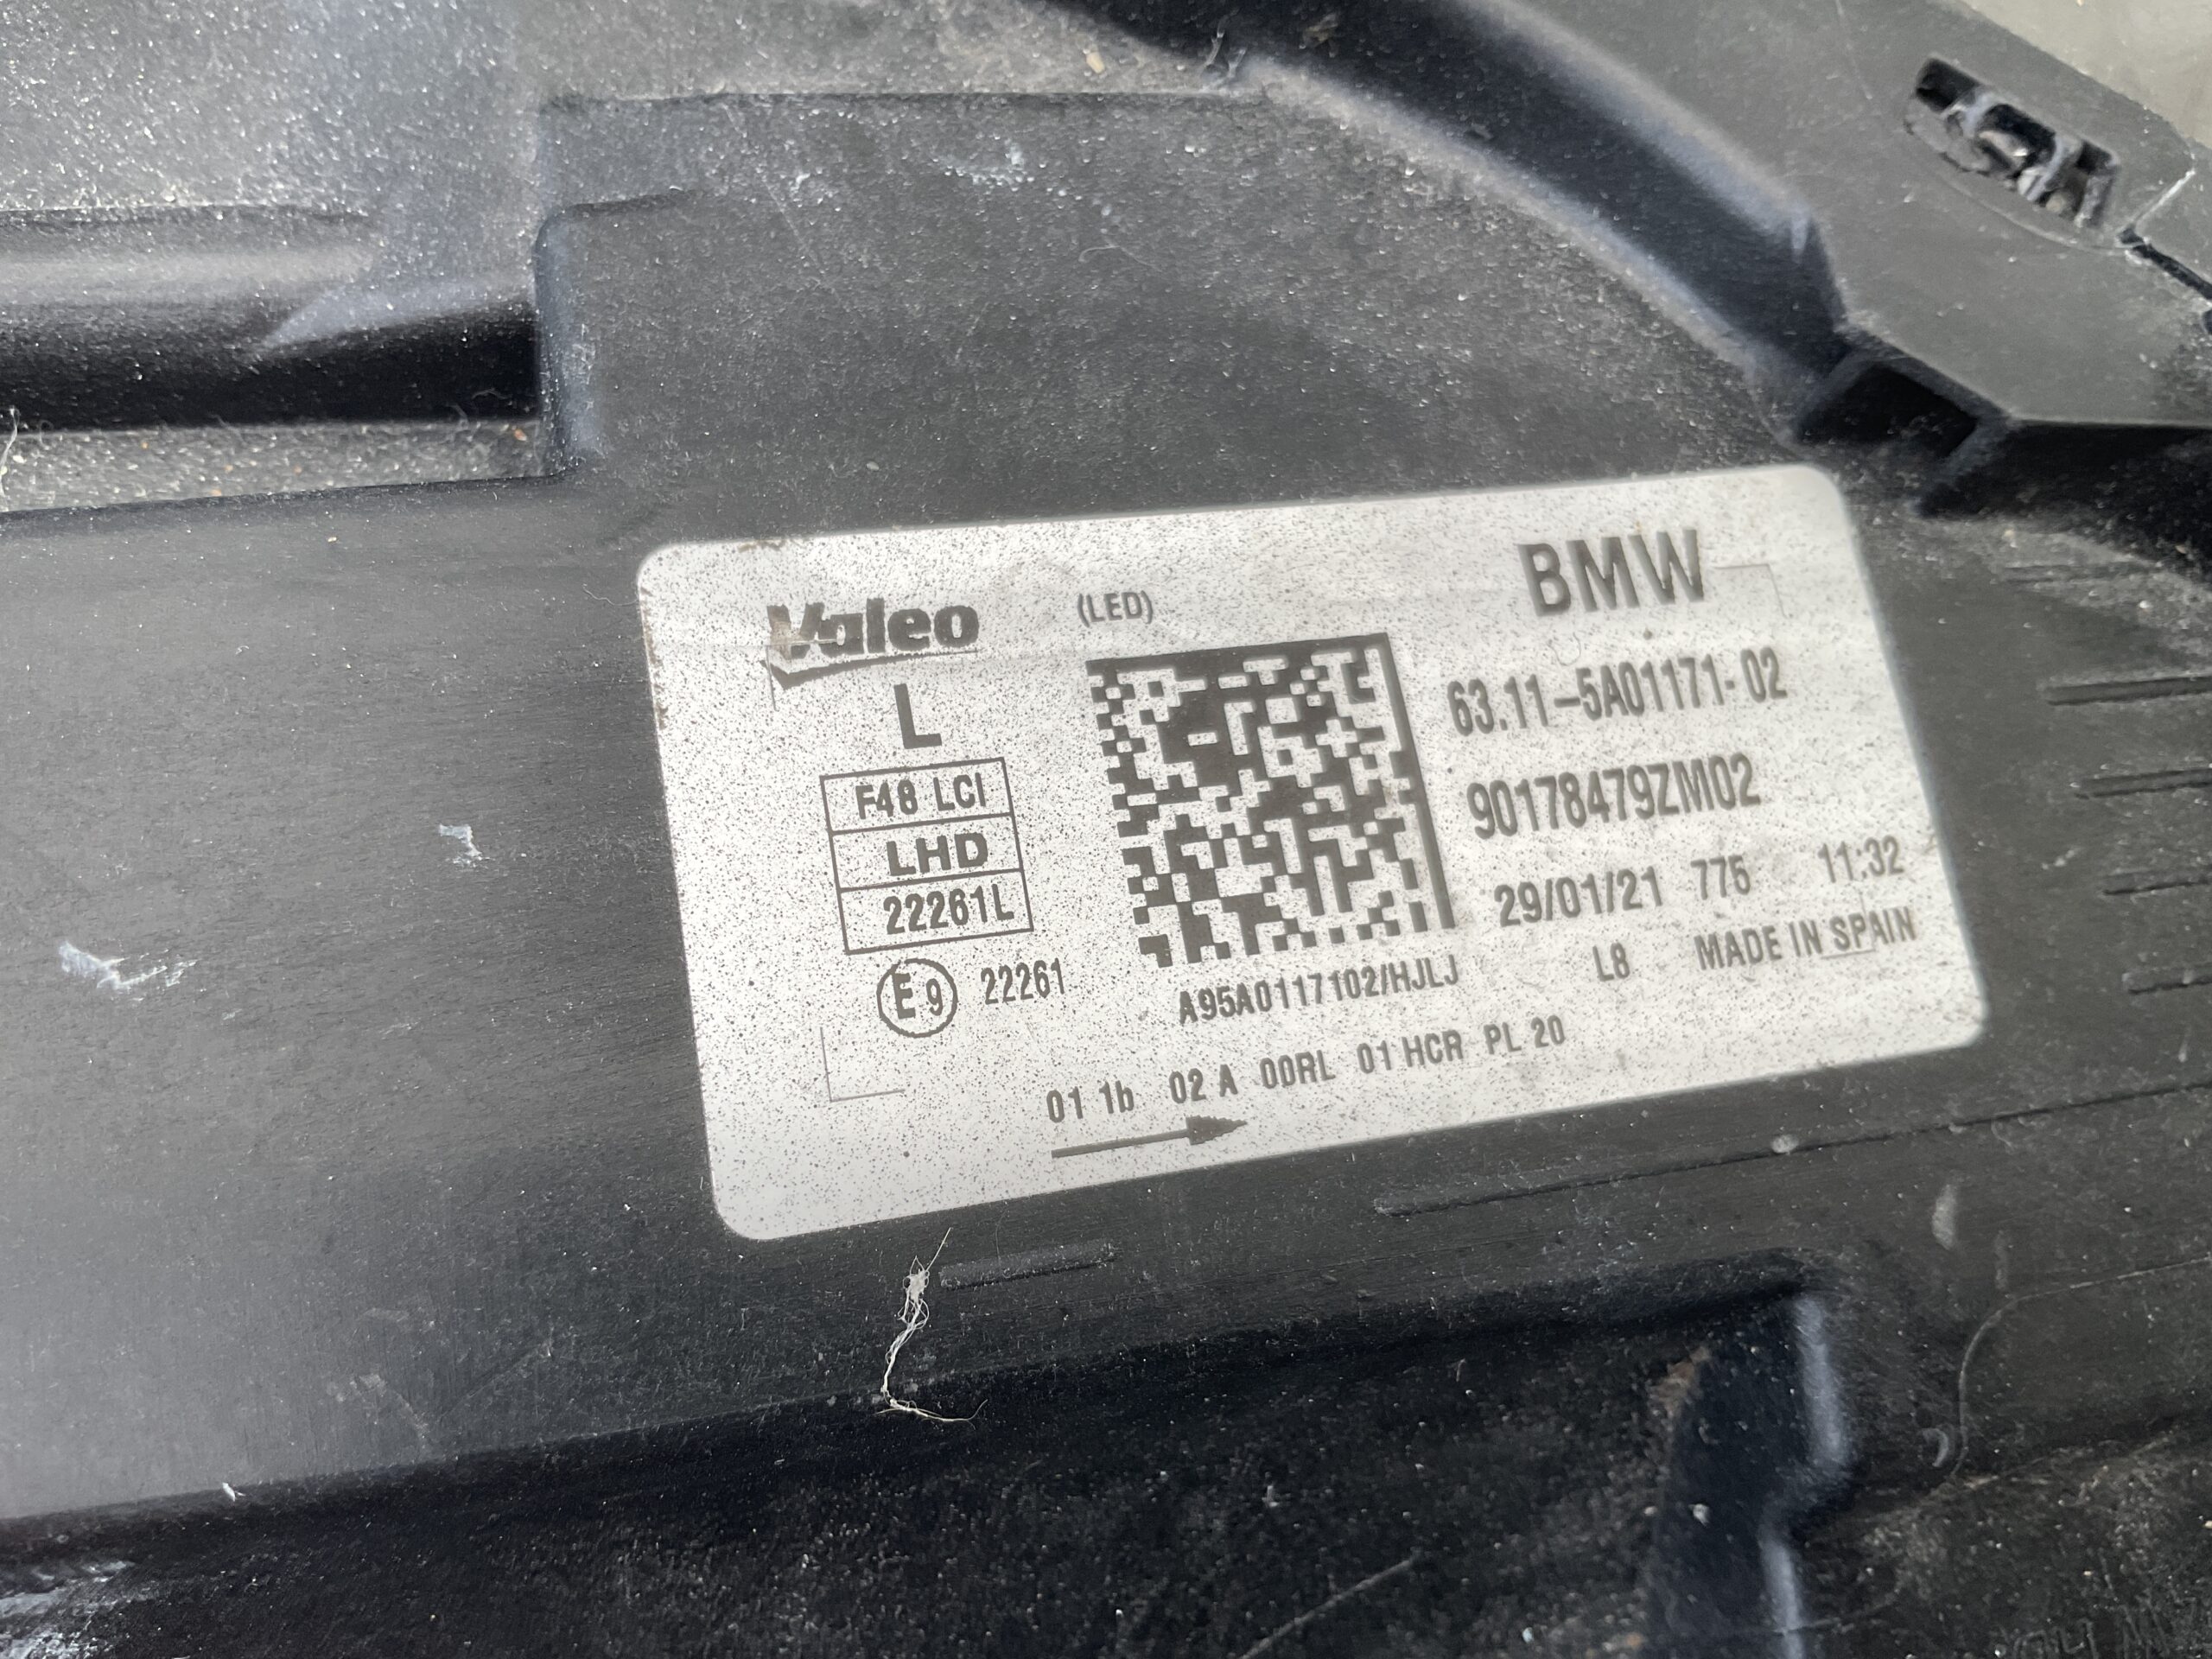 Valeo (LED) BMW
L
F48 LCI
LHD
22261L
E9 22261
63.11-5A01171-02
90178479ZM02
29/01/21 775 11:32
L8 MADE IN SPAIN
A95A0117102/HJLJ
01 1b 02 A 00RL 01 HCR PL 20